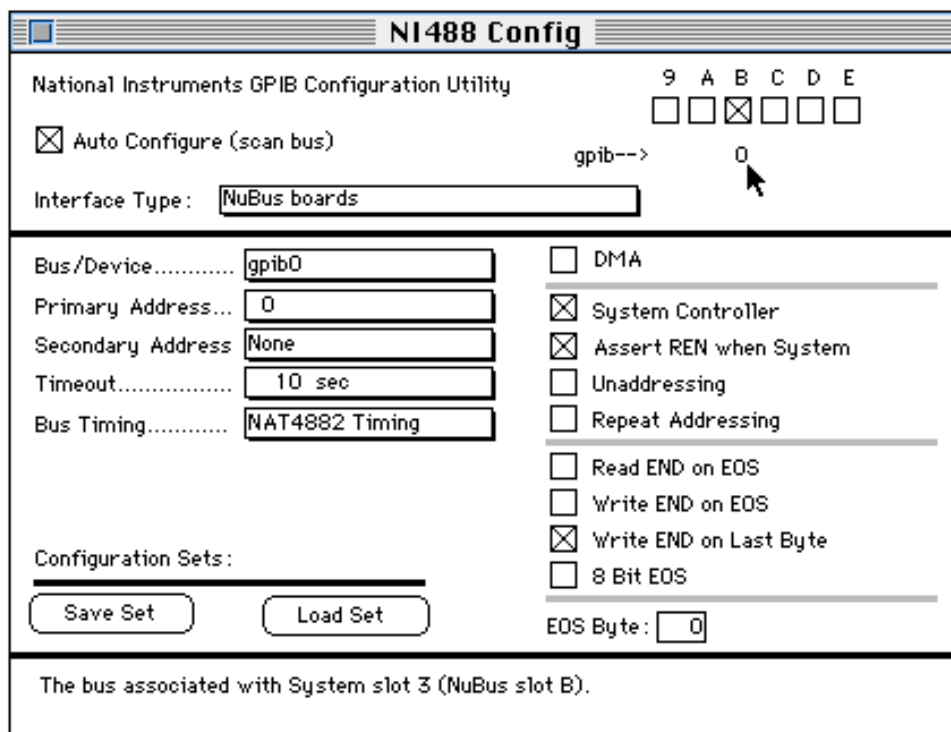 NI488 Config
National Instruments GPIB Configuration Utility
9 A B C D E
Auto Configure (scan bus)
gpib--> 0
Interface Type: NuBus boards
Bus/Device............ gpib0
Primary Address... 0
Secondary Address None
Timeout................. 10 sec
Bus Timing............ NAT4882 Timing
DMA
System Controller
Assert REN when System
Unaddressing
Repeat Addressing
Read END on EOS
Write END on EOS
Write END on Last Byte
8 Bit EOS
EOS Byte: 0
Configuration Sets:
Save Set Load Set
The bus associated with System slot 3 (NuBus slot B).